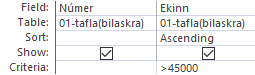 Field: Númer Ekinn
Table: 01-tafla(bilaskra) 01-tafla(bilaskra)
Sort: Ascending
Show:
Criteria: >45000